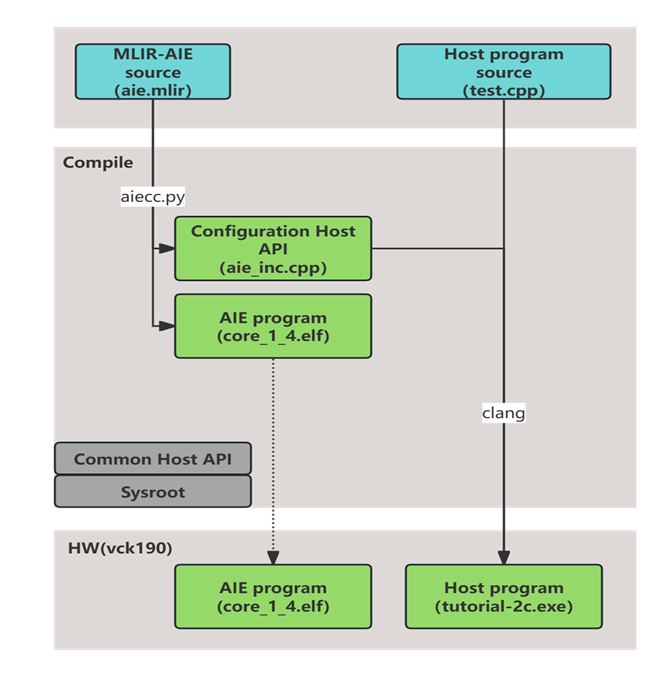 MLIR-AIE
source
(aie.mlir)
Host program
source
(test.cpp)
Compile
aiecc.py
Configuration Host
API
(aie_inc.cpp)
AIE program
(core_1_4.elf)
clang
Common Host API
Sysroot
HW(vck190)
AIE program
(core_1_4.elf)
Host program
(tutorial-2c.exe)